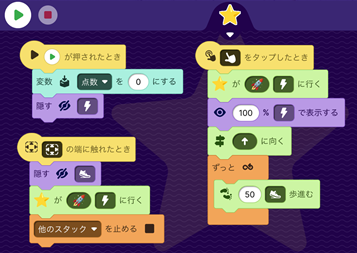 が押されたとき
変数 点数 を 0 にする
隠す
の端に触れたとき
隠す
が に行く
他のスタック を止める
をタップしたとき
が に行く
100 % で表示する
に向く
ずっと
50 歩進む